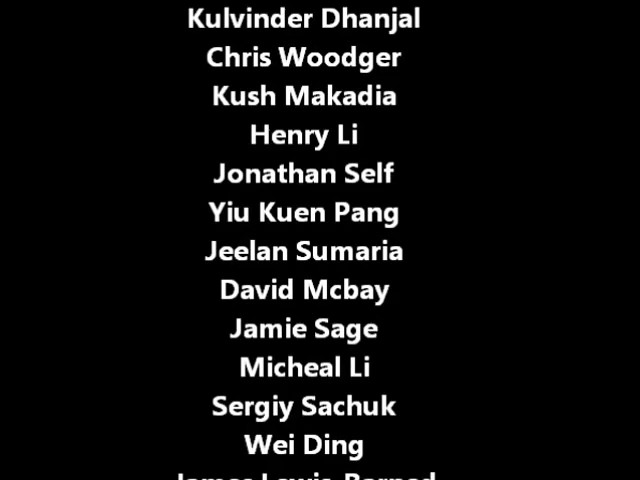 Kulvinder Dhanjal
Chris Woodger
Kush Makadia
Henry Li
Jonathan Self
Yiu Kuen Pang
Jeelan Sumaria
David Mcbay
Jamie Sage
Micheal Li
Sergiy Sachuk
Wei Ding
James Lewis-Barned